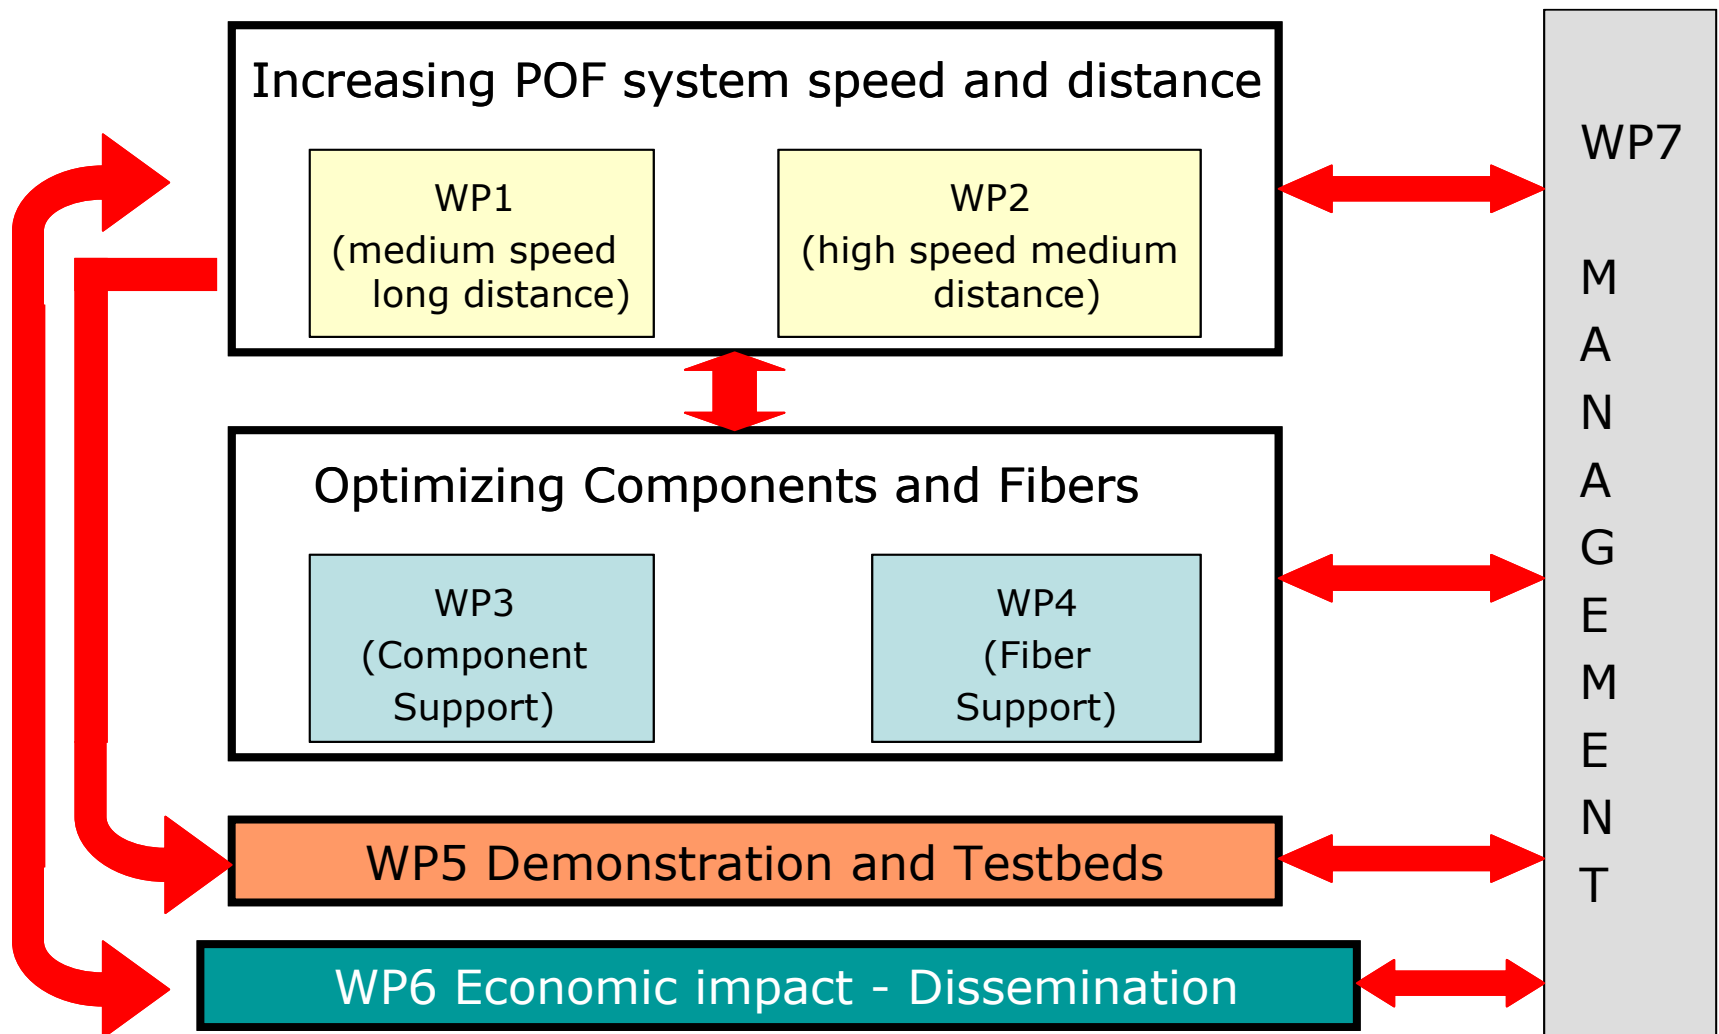 Increasing POF system speed and distance
WP1
(medium speed
long distance)
WP2
(high speed medium
distance)
Optimizing Components and Fibers
WP3
(Component
Support)
WP4
(Fiber
Support)
WP5 Demonstration and Testbeds
WP6 Economic impact - Dissemination
WP7
M
A
N
A
G
E
M
E
N
T